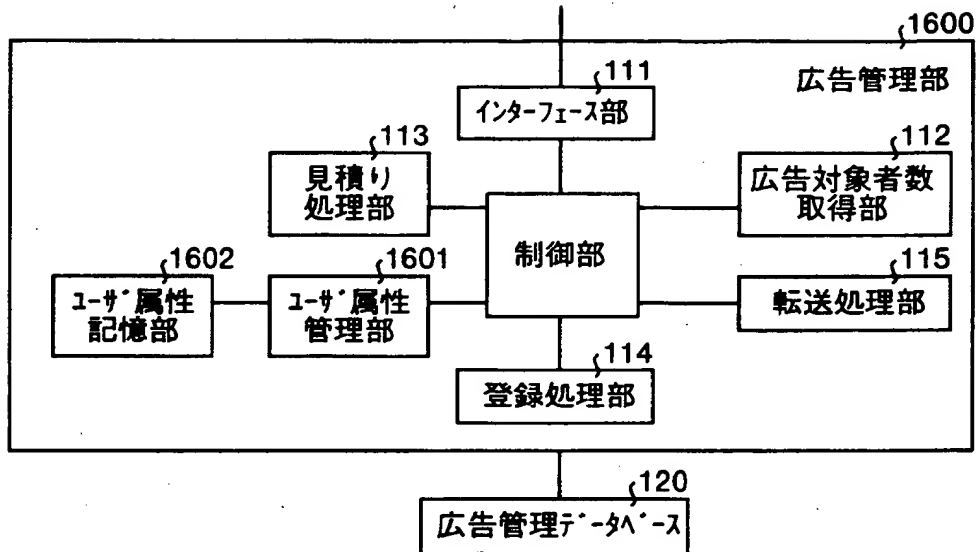 1600
広告管理部
111
インターフェース部
113
見積り
処理部
112
広告対象者数
取得部
制御部
1602
ユーザ属性
記憶部
1601
ユーザ属性
管理部
115
転送処理部
114
登録処理部
120
広告管理データベース